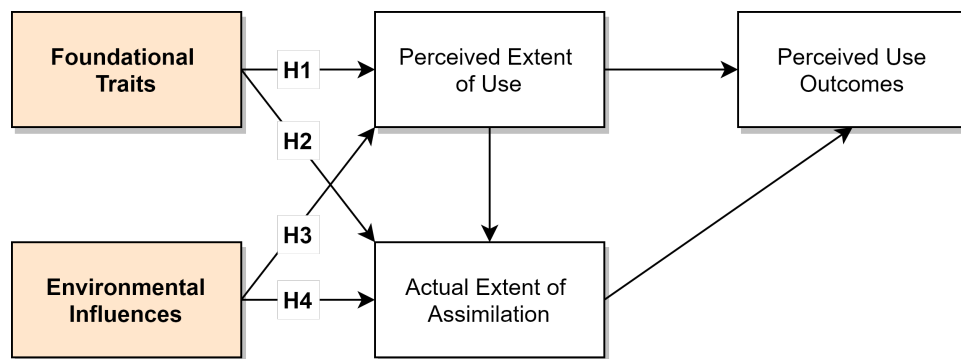 Foundational
Traits
H1
Perceived Extent
of Use
Perceived Use
Outcomes
H2
H3
Environmental
Influences
H4
Actual Extent of
Assimilation